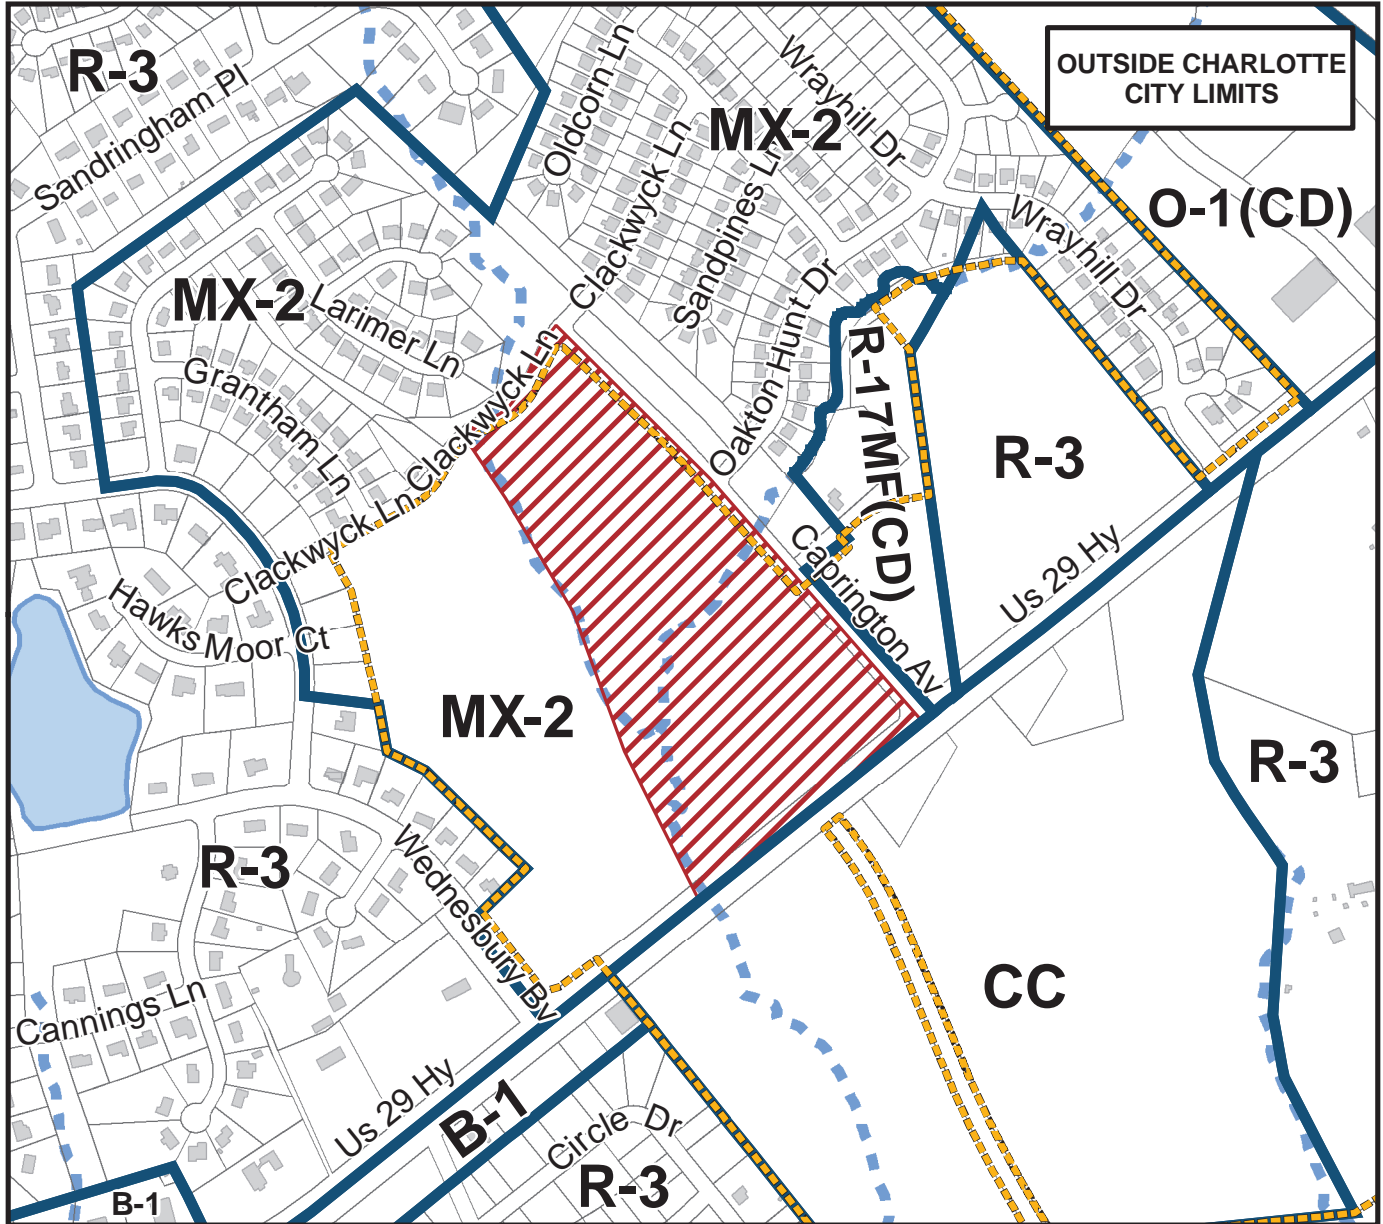 R-3
OUTSIDE CHARLOTTE
CITY LIMITS
Sandringham Pl
Oldcorn Ln
Clackwyck Ln
MX-2
Wrayhill Dr
Sandpines Ln
O-1(CD)
Wrayhill Dr
MX-2
Larimer Ln
Clackwyck Ln
Oakton Hunt Dr
Grantham Ln
Clackwyck Ln
R-17MF(CD)
R-3
Clackwyck Ln
Caprington Av
Us 29 Hy
Hawks Moor Ct
MX-2
R-3
R-3
Wednesbury Bv
CC
Cannings Ln
Us 29 Hy
B-1
Circle Dr
R-3
B-1